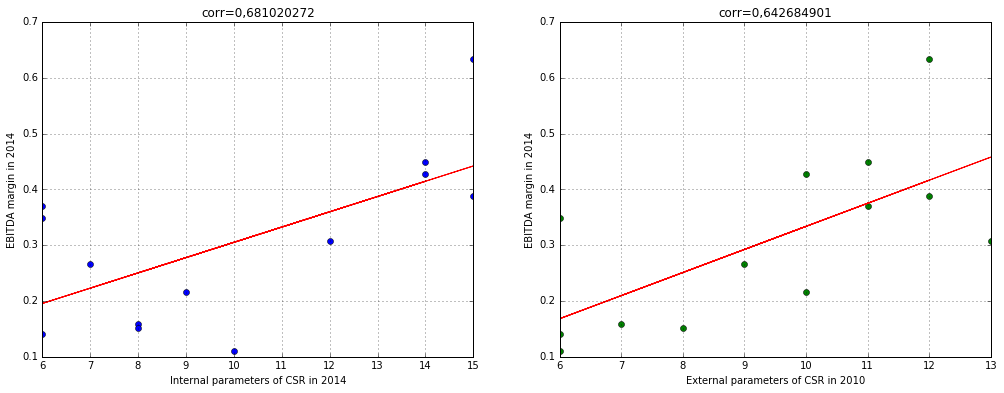 corr=0,681020272
0.7
0.6
0.5
0.4
0.3
0.2
0.1
EBITDA margin in 2014
6 7 8 9 10 11 12 13 14 15
Internal parameters of CSR in 2014
corr=0,642684901
0.7
0.6
0.5
0.4
0.3
0.2
0.1
EBITDA margin in 2014
6 7 8 9 10 11 12 13
External parameters of CSR in 2010